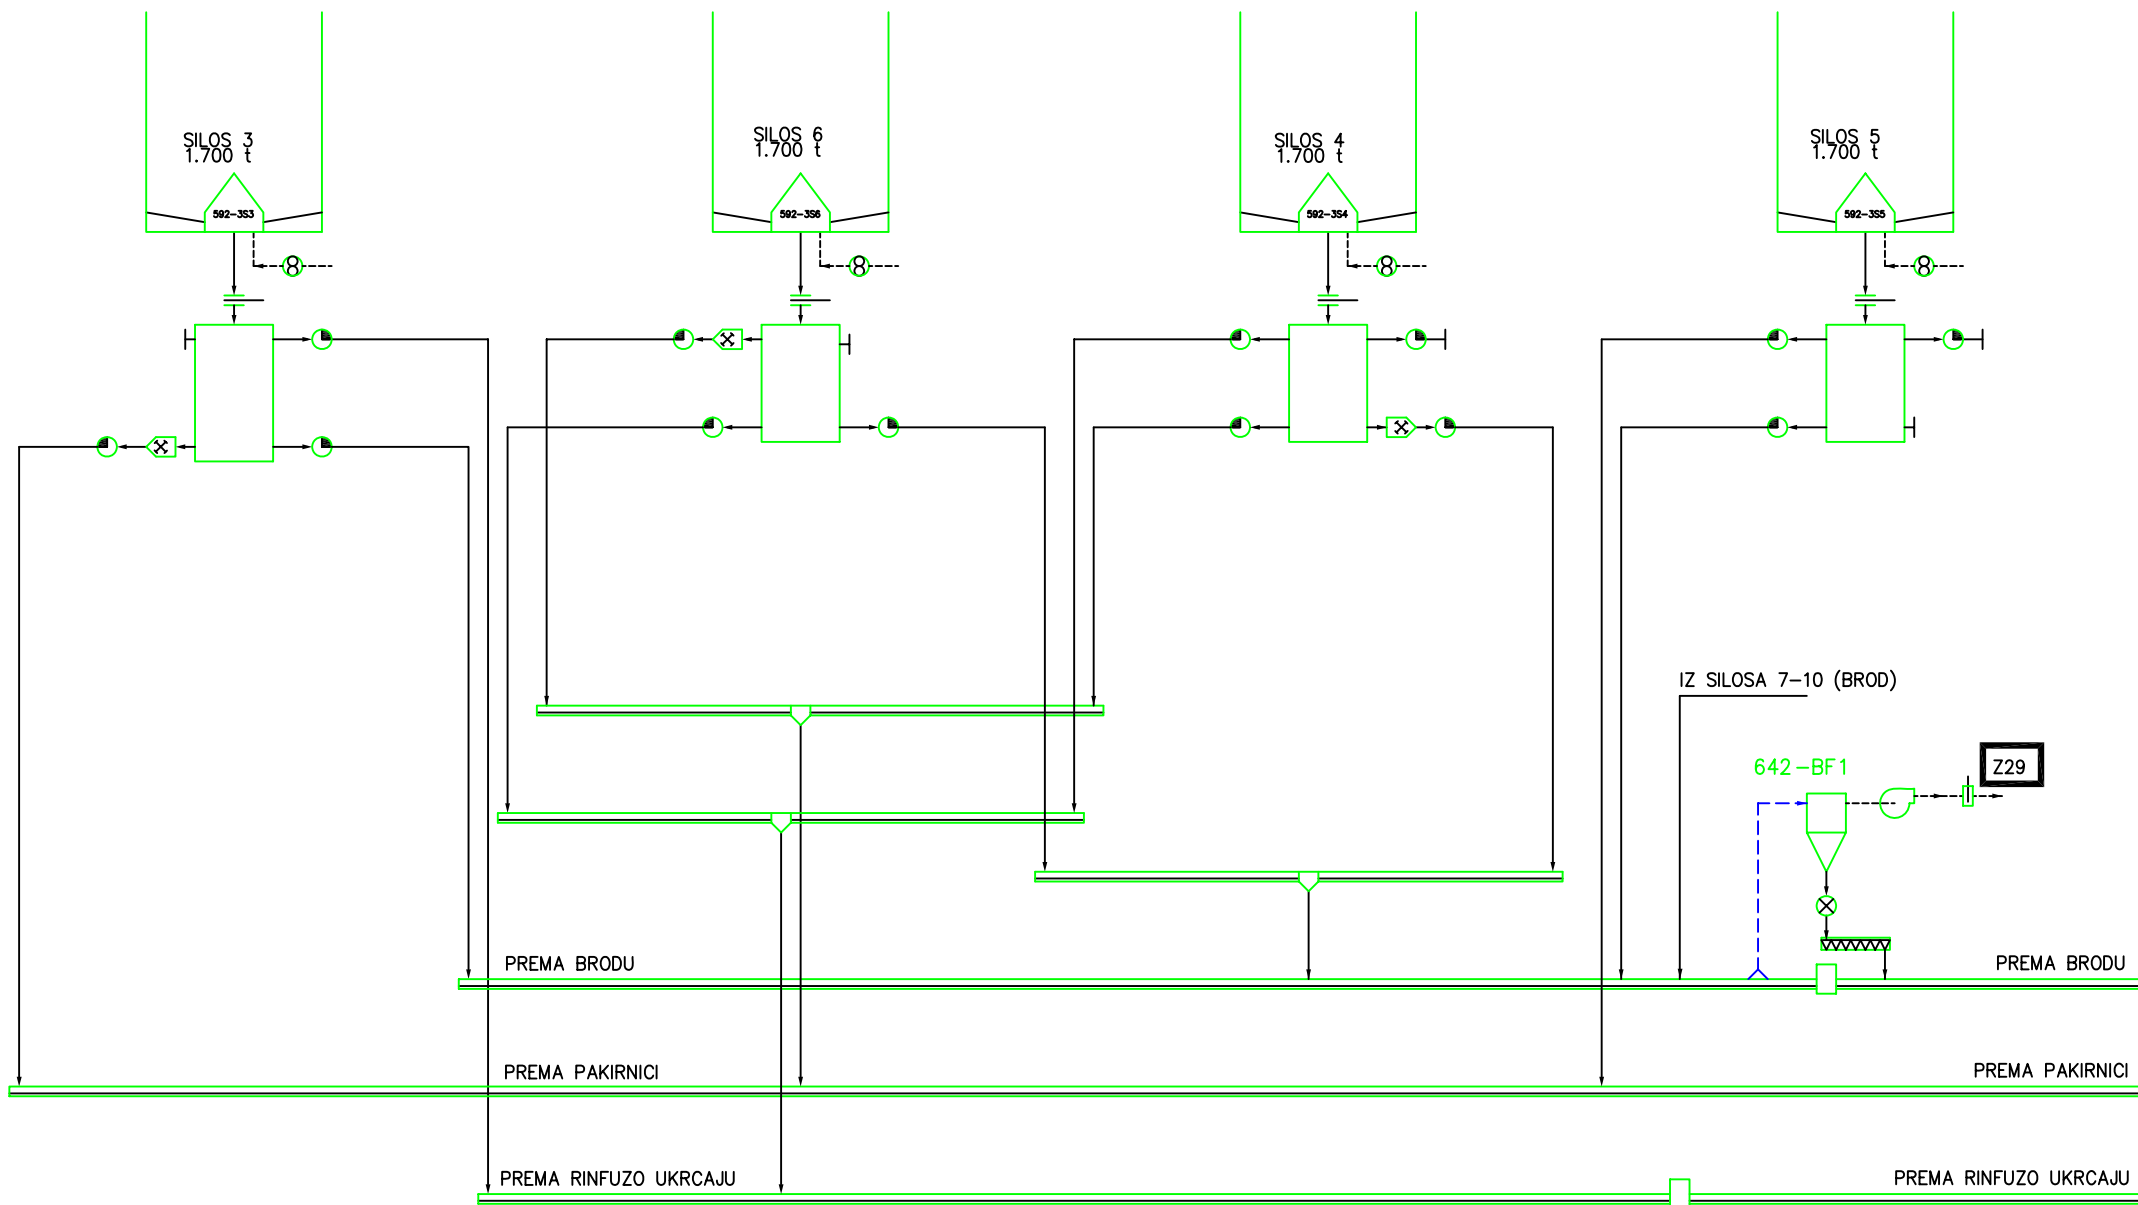 SILOS 3
1.700 t
SILOS 6
1.700 t
SILOS 4
1.700 t
SILOS 5
1.700 t
592-3S3
592-3S6
592-3S4
592-3S5
IZ SILOSA 7-10 (BROD)
642-BF1
Z29
PREMA BRODU
PREMA BRODU
PREMA PAKIRNICI
PREMA PAKIRNICI
PREMA RINFUZO UKRCAJU
PREMA RINFUZO UKRCAJU